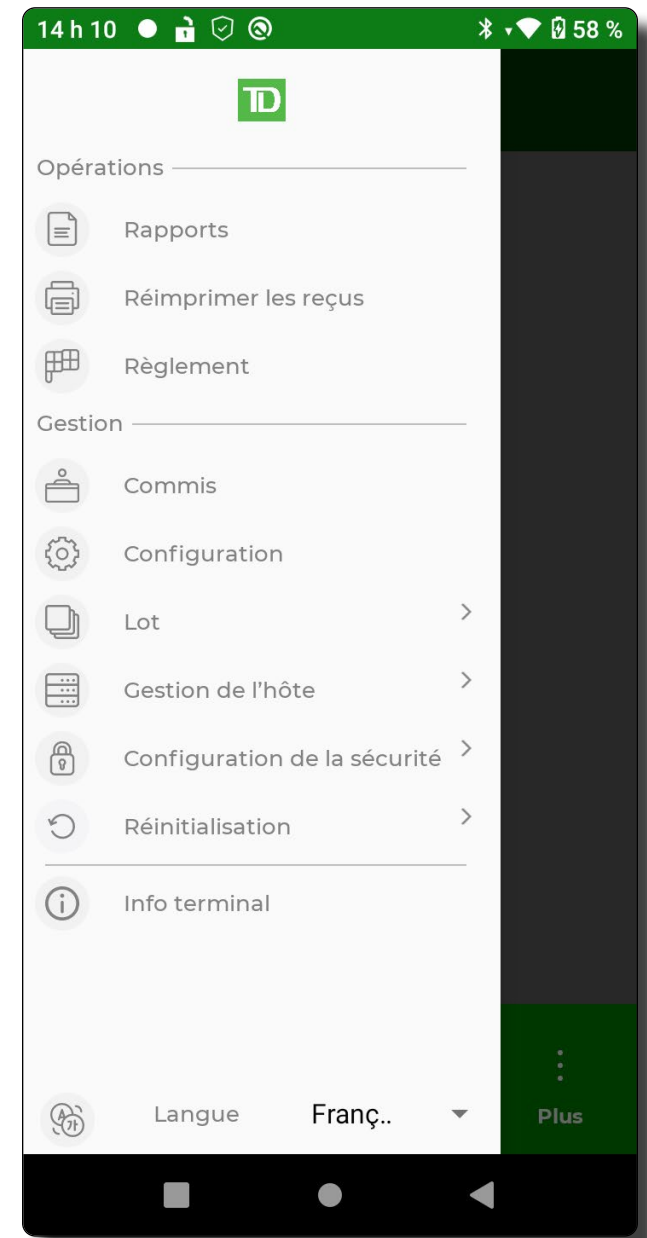 14 h 10
58 %
TD
Opérations
Rapports
Réimprimer les reçus
Règlement
Gestion
Commis
Configuration
Lot
Gestion de l'hôte
Configuration de la sécurité
Réinitialisation
Info terminal
Langue Franç..
Plus